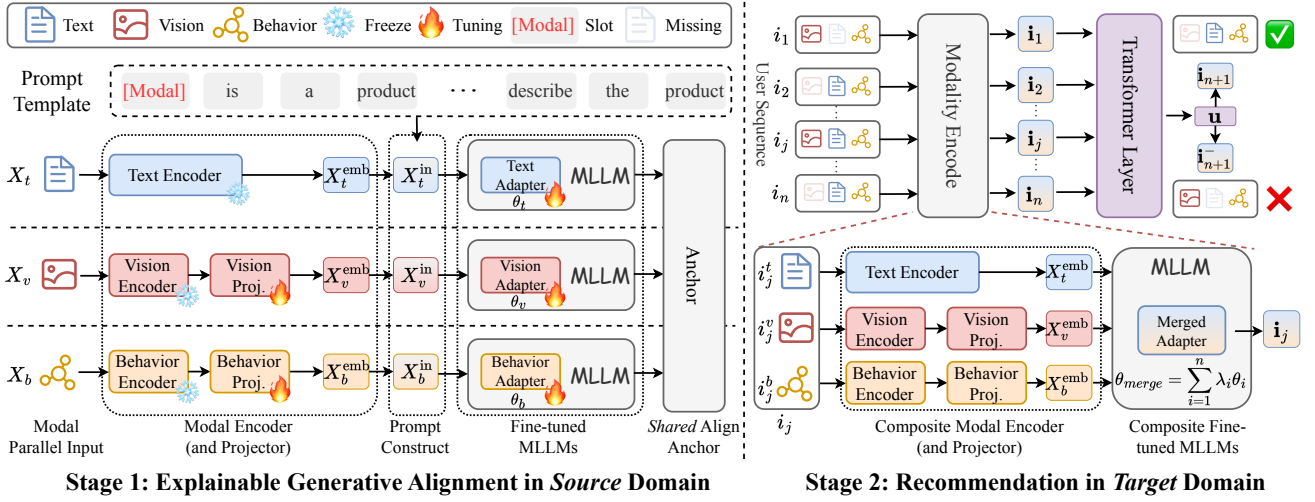 Text Vision Behavior Freeze Tuning [Modal] Slot Missing
Prompt Template
[Modal] is a product ··· describe the product
X_t
Text Encoder
X_t^emb
X_t^in
Text Adapter
θ_t
MLLM
X_v
Vision Encoder
Vision Proj.
X_v^emb
X_v^in
Vision Adapter
θ_v
MLLM
X_b
Behavior Encoder
Behavior Proj.
X_b^emb
X_b^in
Behavior Adapter
θ_b
MLLM
Anchor
Modal Parallel Input
Modal Encoder (and Projector)
Prompt Construct
Fine-tuned MLLMs
Shared Align Anchor
Stage 1: Explainable Generative Alignment in Source Domain
User Sequence
i_1
i_2
i_j
i_n
Modality Encode
i_1
i_2
i_j
i_n
Transformer Layer
i_{n+1}
u
i_{n+1}^-
i_j^t
Text Encoder
X_t^emb
i_j^v
Vision Encoder
Vision Proj.
X_v^emb
i_j^b
Behavior Encoder
Behavior Proj.
X_b^emb
i_j
MLLM
Merged Adapter
θ_merge = ∑_{i=1}^{n} λ_i θ_i
i_j
Composite Modal Encoder (and Projector)
Composite Fine-tuned MLLMs
Stage 2: Recommendation in Target Domain